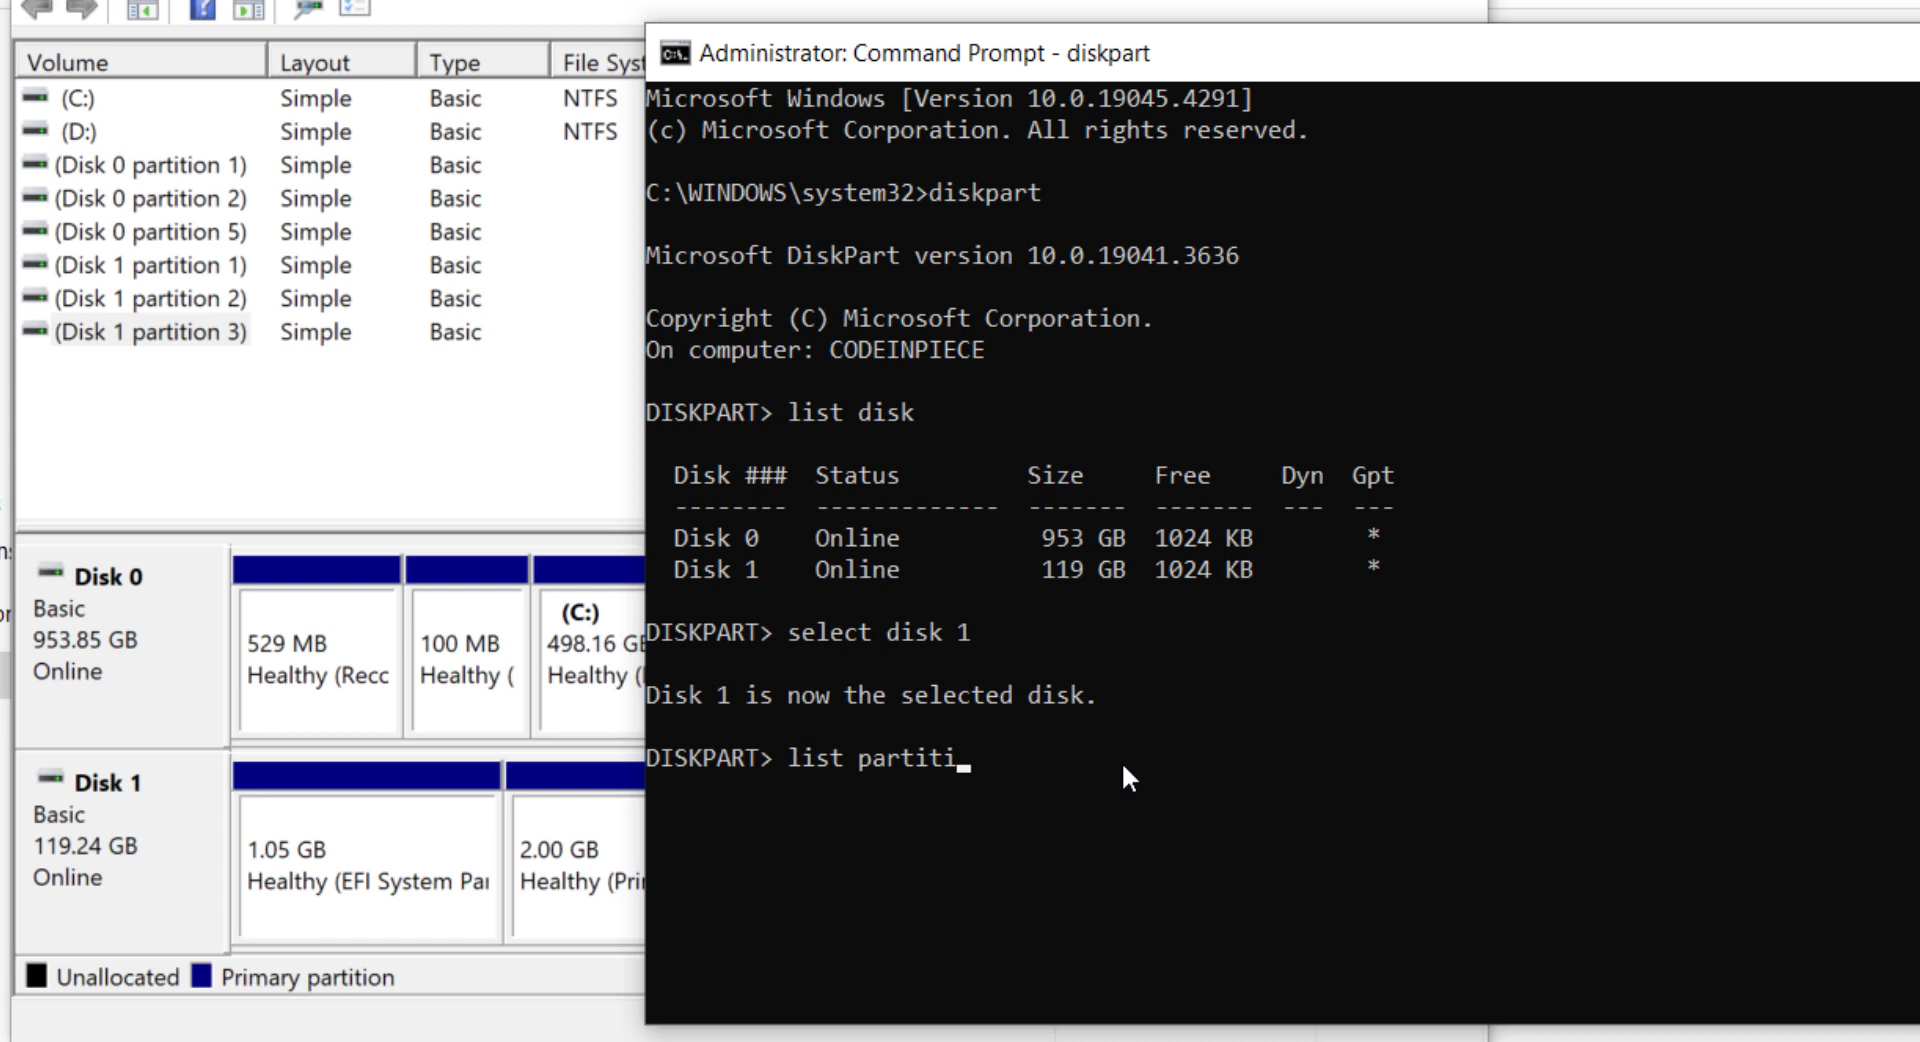 Volume Layout Type File Syst
(C:) Simple Basic NTFS
(D:) Simple Basic NTFS
(Disk 0 partition 1) Simple Basic
(Disk 0 partition 2) Simple Basic
(Disk 0 partition 5) Simple Basic
(Disk 1 partition 1) Simple Basic
(Disk 1 partition 2) Simple Basic
(Disk 1 partition 3) Simple Basic
Disk 0
Basic
953.85 GB
Online
529 MB
Healthy (Recc
100 MB
Healthy (
(C:)
498.16 GB
Healthy (
Disk 1
Basic
119.24 GB
Online
1.05 GB
Healthy (EFI System Par
2.00 GB
Healthy (Pri
Unallocated Primary partition
Administrator: Command Prompt - diskpart
Microsoft Windows [Version 10.0.19045.4291]
(c) Microsoft Corporation. All rights reserved.
C:\WINDOWS\system32>diskpart
Microsoft DiskPart version 10.0.19041.3636
Copyright (C) Microsoft Corporation.
On computer: CODEINPIECE
DISKPART> list disk
Disk ### Status Size Free Dyn Gpt
-------- ------------- ------- ------- --- ---
Disk 0 Online 953 GB 1024 KB *
Disk 1 Online 119 GB 1024 KB *
DISKPART> select disk 1
Disk 1 is now the selected disk.
DISKPART> list partiti_